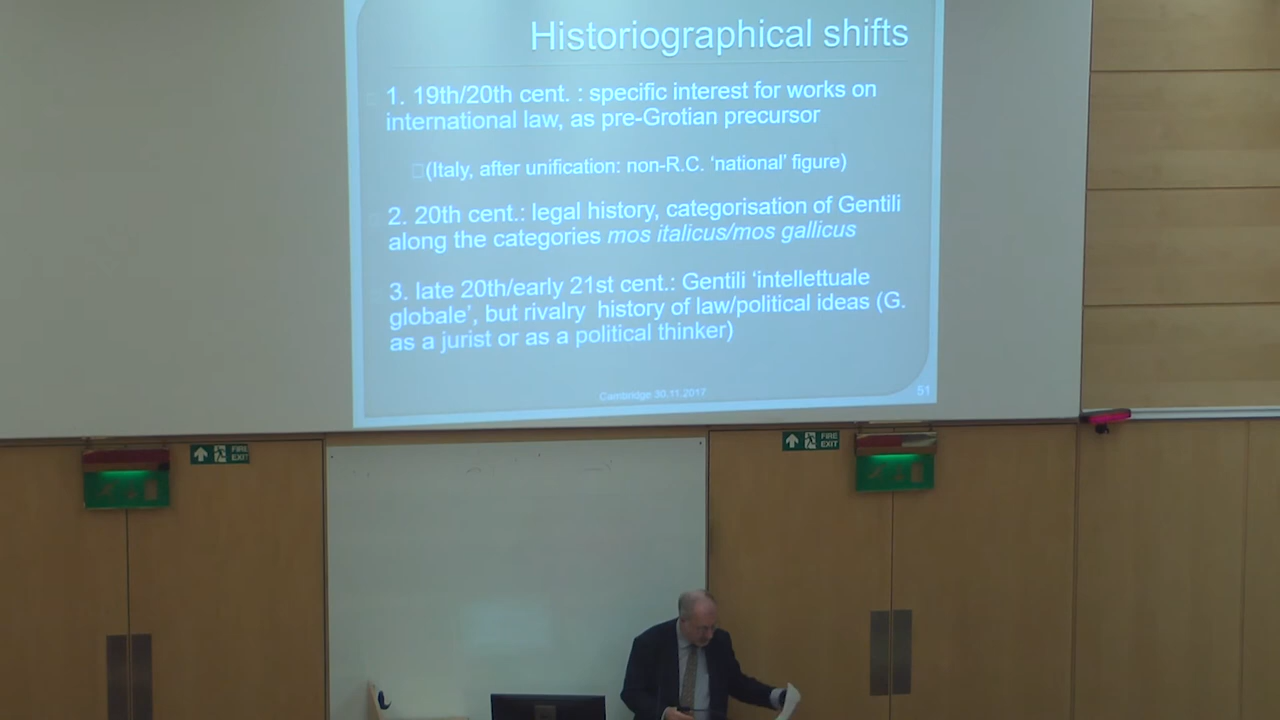 Historiographical shifts
1. 19th/20th cent. : specific interest for works on
international law, as pre-Grotian precursor
(Italy, after unification: non-R.C. ‘national’ figure)
2. 20th cent.: legal history, categorisation of Gentili
along the categories mos italicus/mos gallicus
3. late 20th/early 21st cent.: Gentili ‘intellettuale
globale’, but rivalry history of law/political ideas (G.
as a jurist or as a political thinker)
Cambridge 30.11.2017
51
FIRE
EXIT
FIRE
EXIT